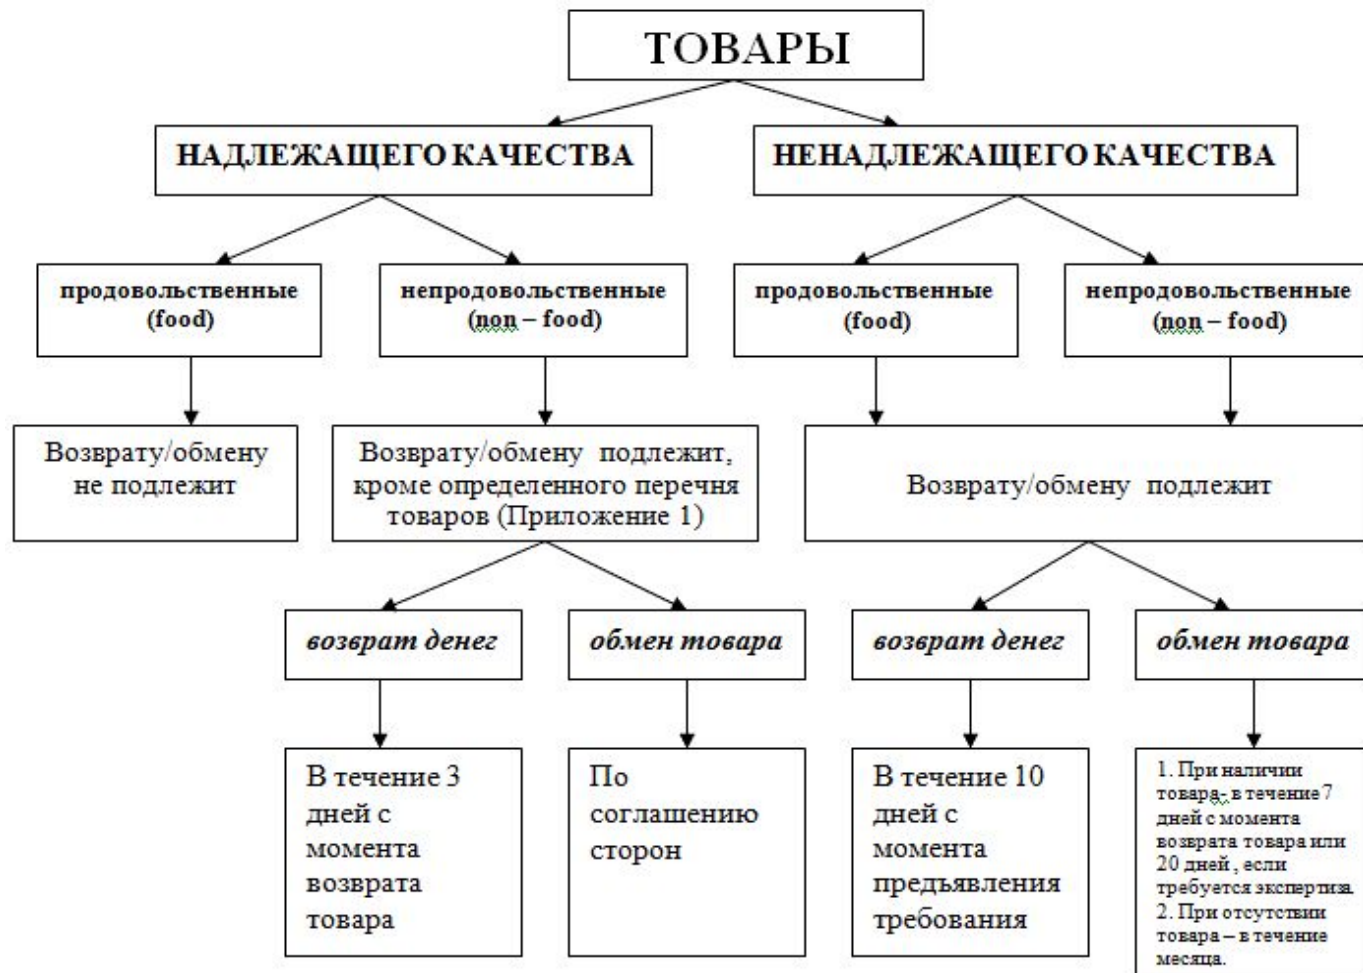 ТОВАРЫ
НАДЛЕЖАЩЕГО КАЧЕСТВА
НЕНАДЛЕЖАЩЕГО КАЧЕСТВА
продовольственные
(food)
непродовольственные
(non – food)
продовольственные
(food)
непродовольственные
(non – food)
Возврату/обмену
не подлежит
Возврату/обмену подлежит,
кроме определенного перечня
товаров (Приложение 1)
Возврату/обмену подлежит
возврат денег
обмен товара
возврат денег
обмен товара
В течение 3
дней с
момента
возврата
товара
По
соглашению
сторон
В течение 10
дней с
момента
предъявления
требования
1. При наличии
товара- в течение 7
дней с момента
возврата товара или
20 дней , если
требуется экспертиза.
2. При отсутствии
товара – в течение
месяца.